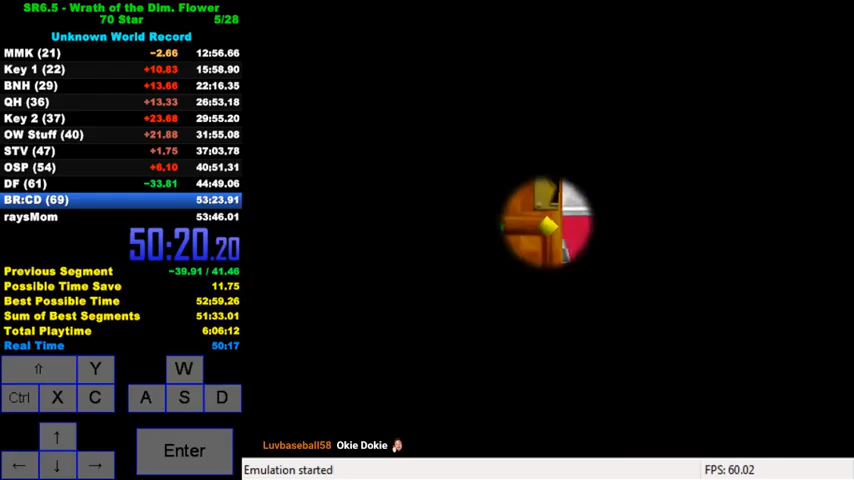 SR6.5 - Wrath of the Dim. Flower
70 Star 5/28
Unknown World Record
MMK (21) −2.66 12:56.66
Key 1 (22) +10.83 15:58.90
BNH (29) +13.66 22:16.35
QH (36) +13.33 26:53.18
Key 2 (37) +23.68 29:55.20
OW Stuff (40) +21.88 31:55.08
STV (47) +1.75 37:03.78
OSP (54) +6.10 40:51.31
DF (61) −33.81 44:49.06
BR:CD (69) 53:23.91
raysMom 53:46.01
50:20.20
Previous Segment −39.91 / 41.46
Possible Time Save 11.75
Best Possible Time 52:59.26
Sum of Best Segments 51:33.01
Total Playtime 6:06:12
Real Time 50:17
⇧ Y W
Ctrl X C A S D
↑
← ↓ → Enter
Luvbaseball58 Okie Dokie
Emulation started FPS: 60.02